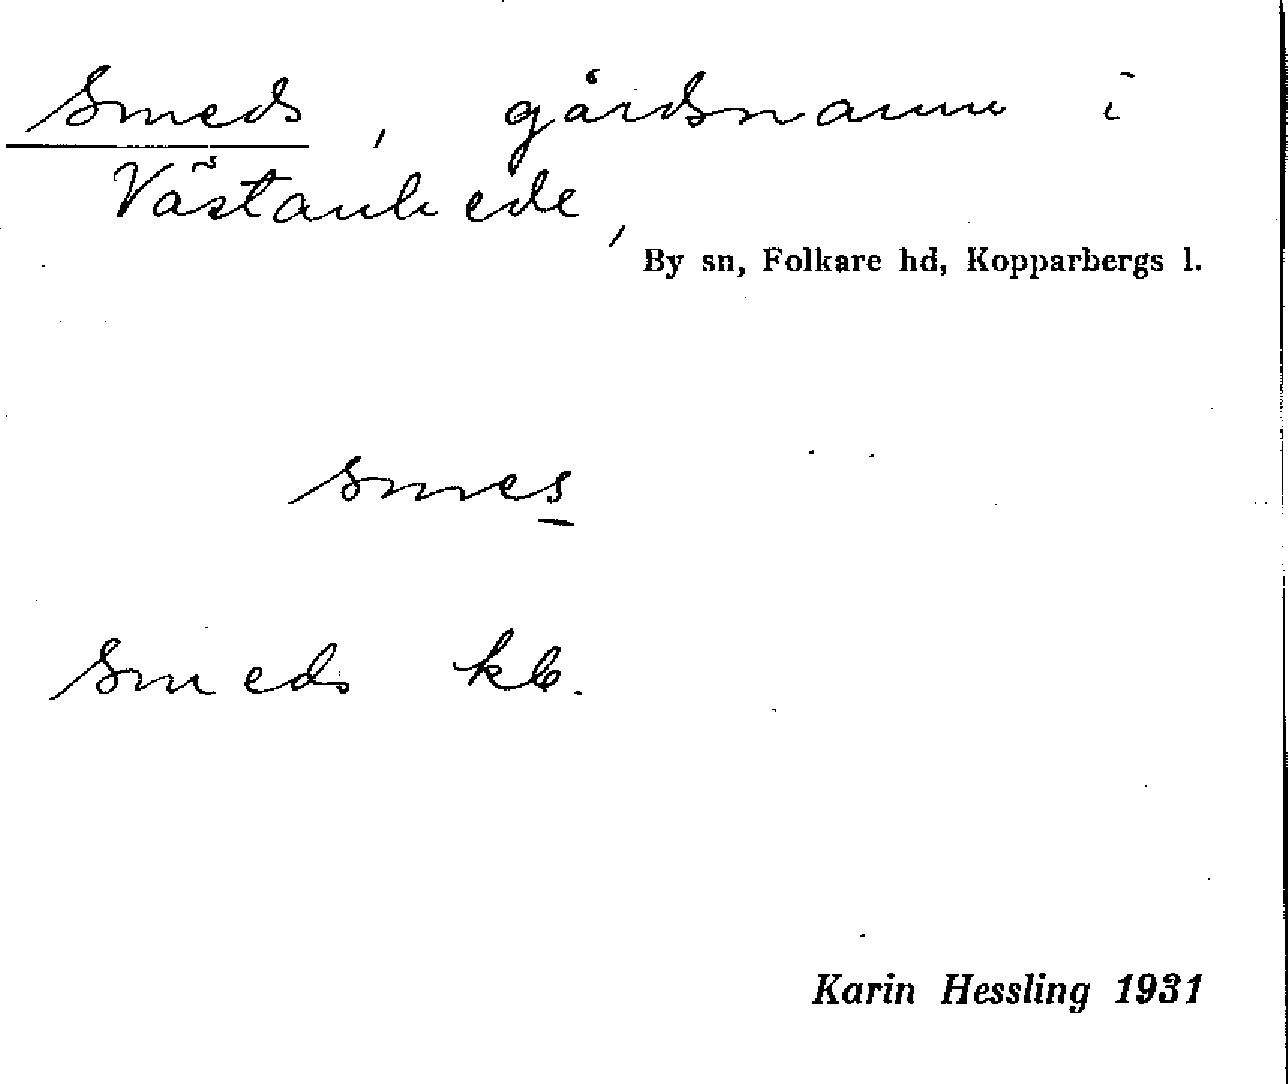 Smeds, gårdsnamn i
Västanhede,
By sn, Folkare hd, Kopparbergs l.
smes
Smeds kb.
Karin Hessling 1931